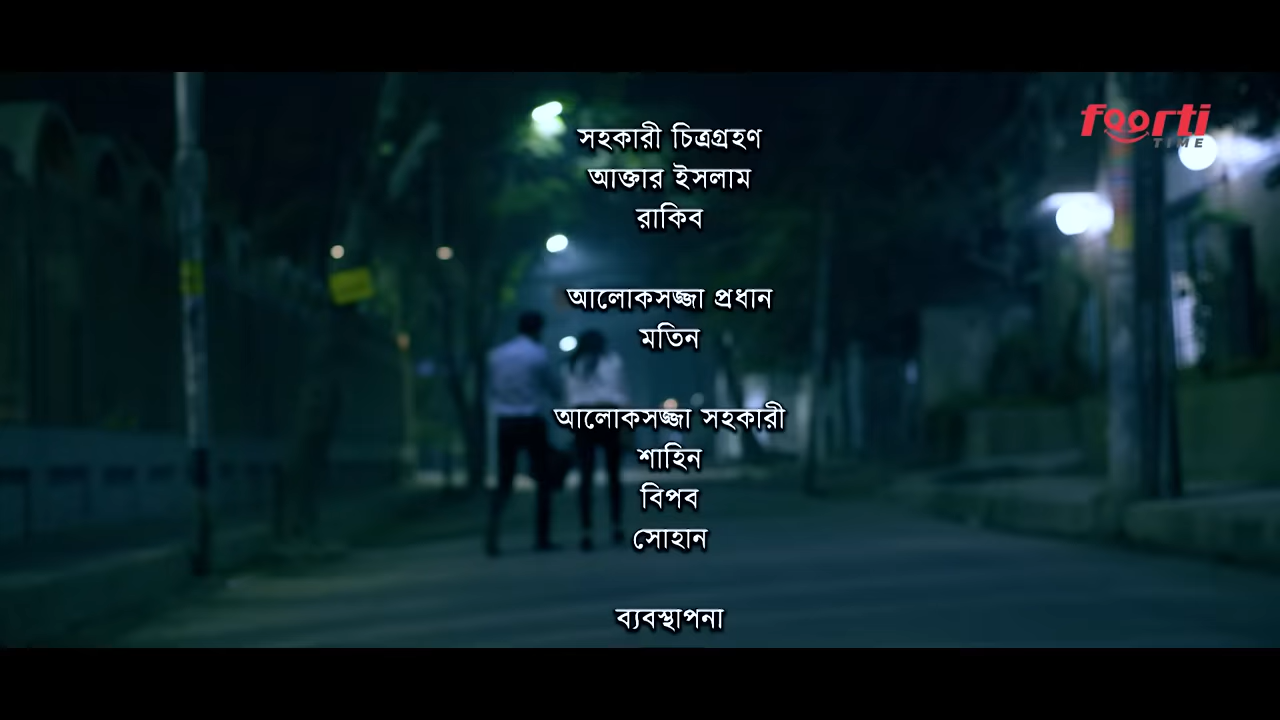 foorti
TIME
সহকারী চিত্রগ্রহণ
আক্তার ইসলাম
রাকিব
আলোকসজ্জা প্রধান
মতিন
আলোকসজ্জা সহকারী
শাহিন
বিপব
সোহান
ব্যবস্থাপনা